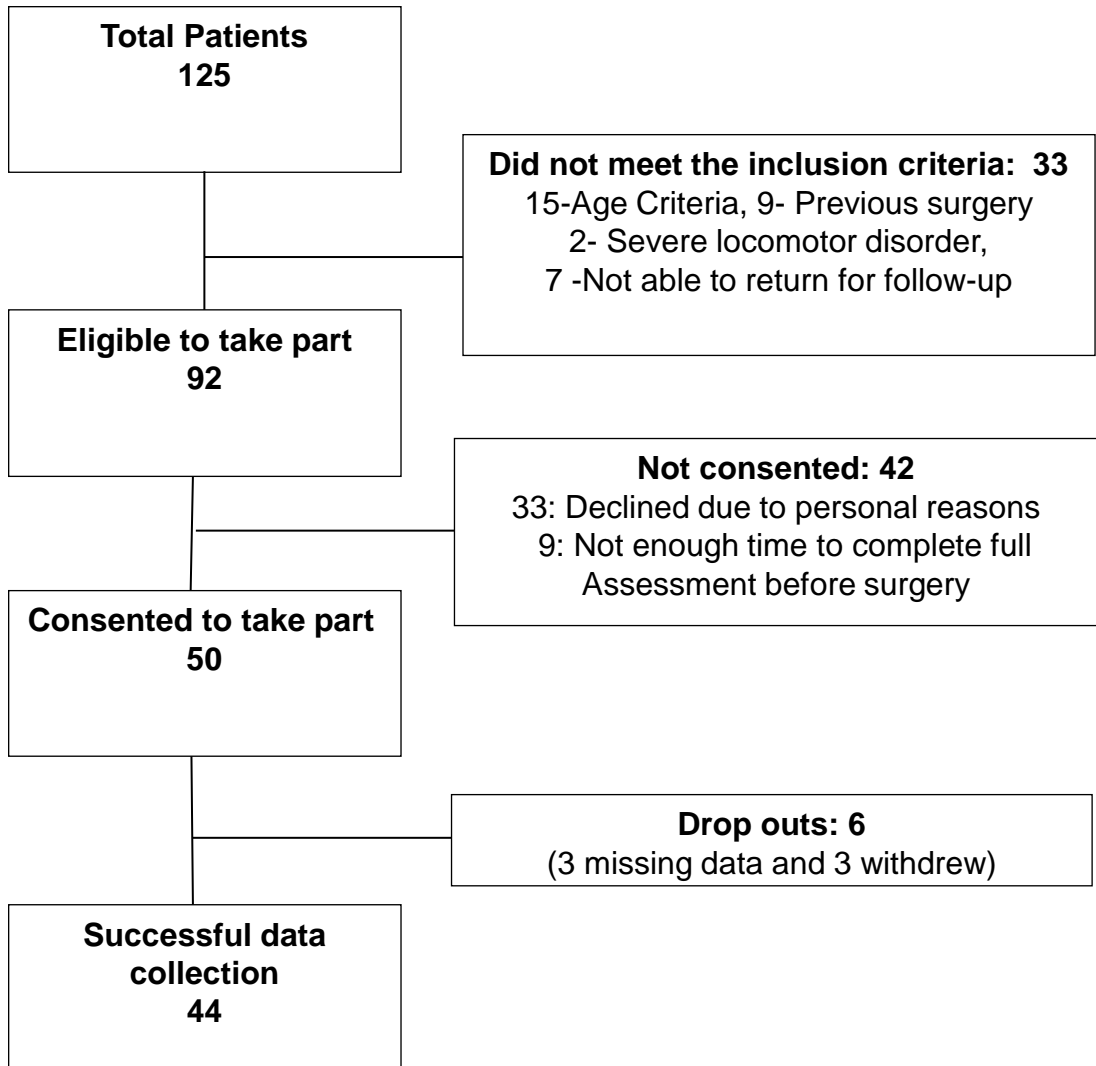 Total Patients
125
Did not meet the inclusion criteria:  33
15-Age Criteria, 9- Previous surgery
2- Severe locomotor disorder,
7 -Not able to return for follow-up
Eligible to take part
92
Not consented: 42
33: Declined due to personal reasons
9: Not enough time to complete full
Assessment before surgery
Consented to take part
50
Drop outs: 6
(3 missing data and 3 withdrew)
Successful data
collection
44